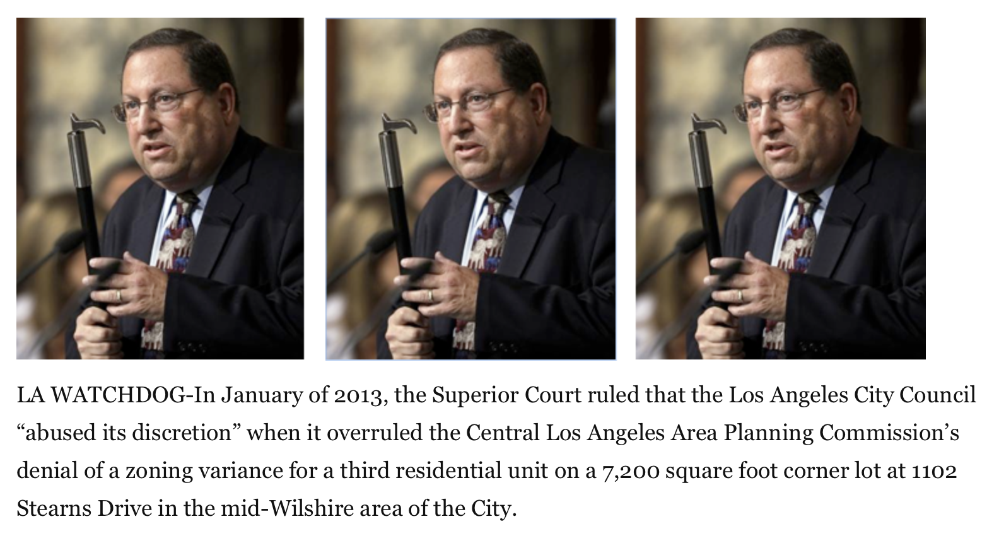 LA WATCHDOG-In January of 2013, the Superior Court ruled that the Los Angeles City Council
“abused its discretion” when it overruled the Central Los Angeles Area Planning Commission’s
denial of a zoning variance for a third residential unit on a 7,200 square foot corner lot at 1102
Stearns Drive in the mid-Wilshire area of the City.